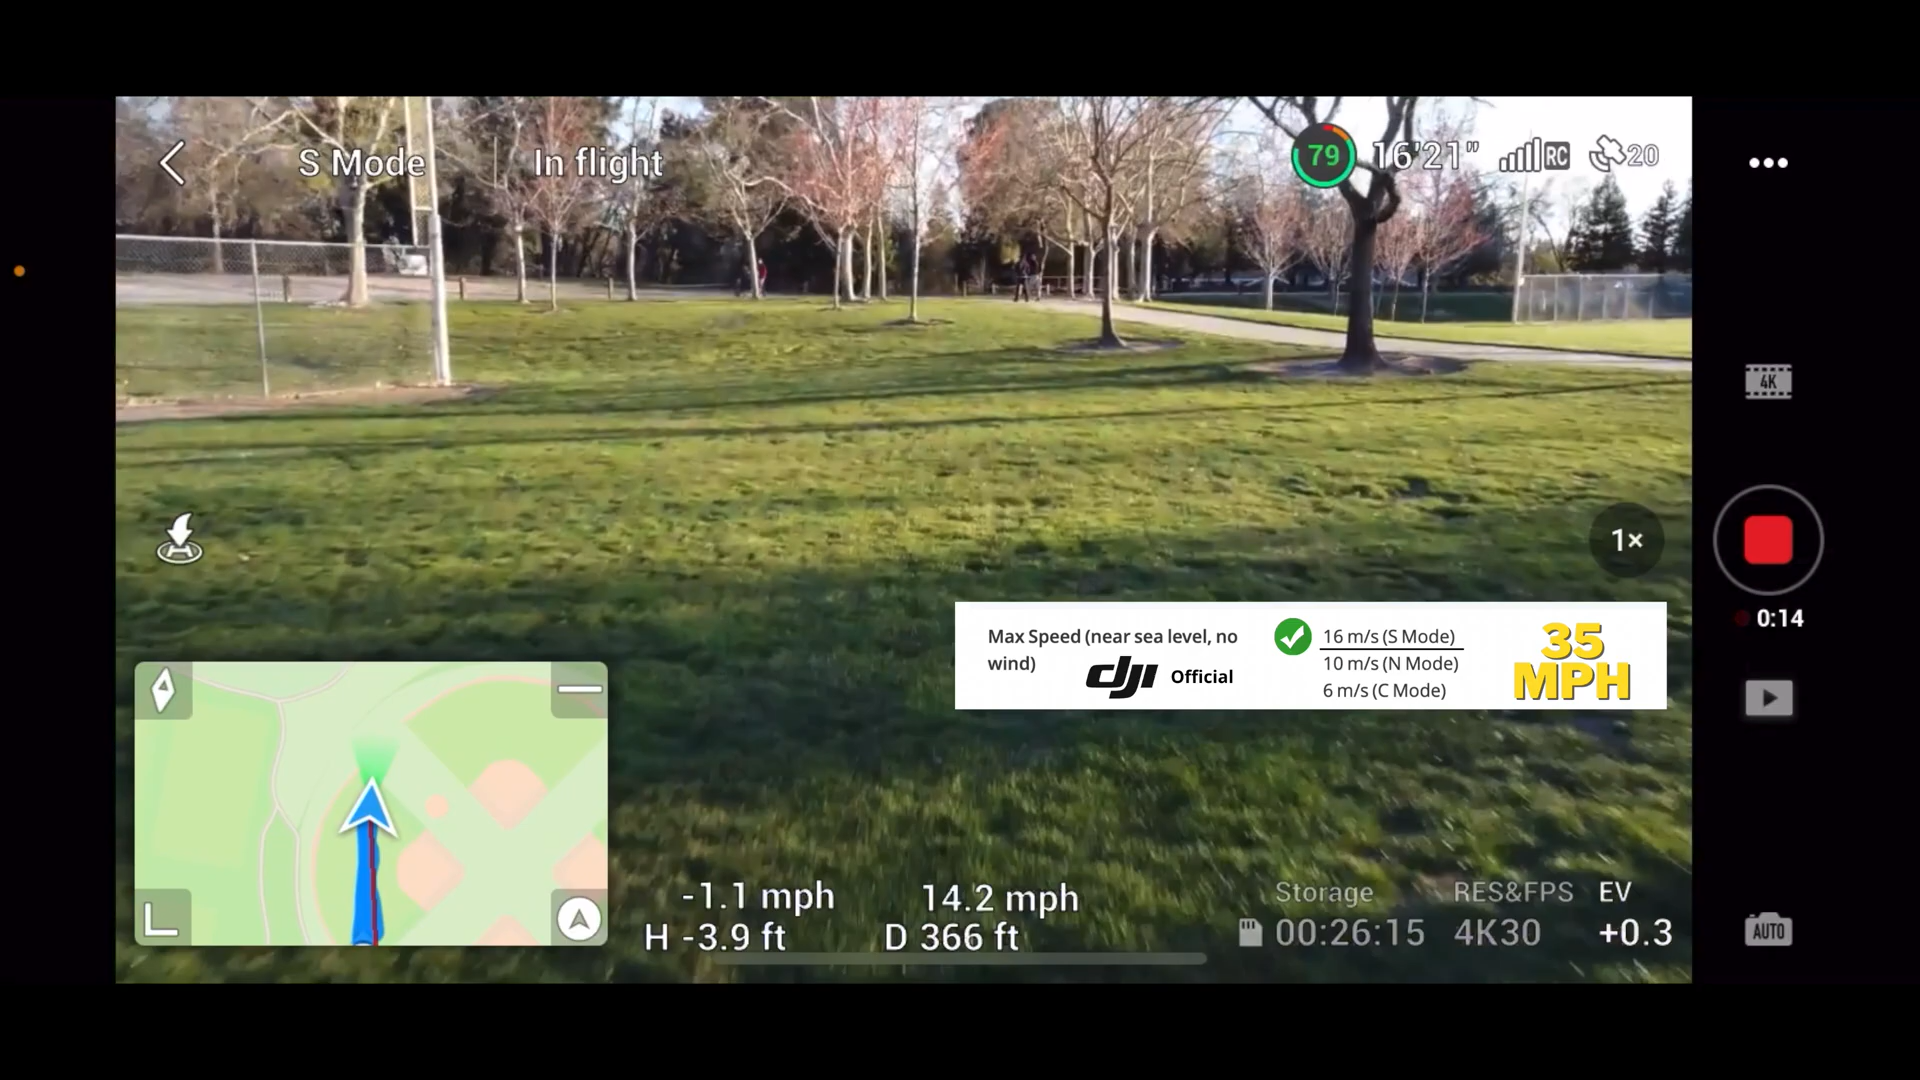 S Mode
In flight
79
16'21”
RC
20
4K
1×
0:14
Max Speed (near sea level, no
wind)
dji Official
16 m/s (S Mode)
10 m/s (N Mode)
6 m/s (C Mode)
35
MPH
-1.1 mph
14.2 mph
H -3.9 ft
D 366 ft
Storage
00:26:15
RES&FPS
4K30
EV
+0.3
AUTO